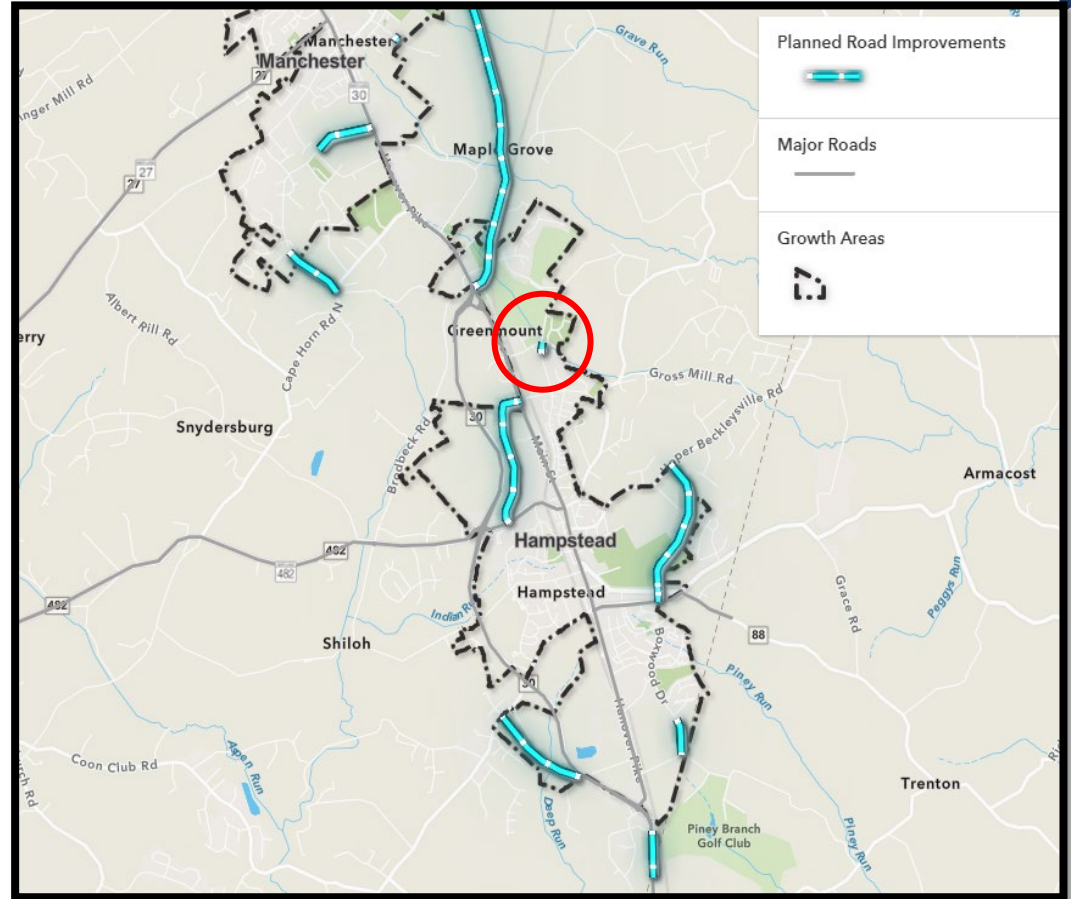 Planned Road Improvements
Major Roads
Growth Areas
Manchester
Manchester
27
30
Grave Run
27
27
Maple Grove
Albert Rill Rd
Cape Horn Rd N
Greenmount
Gross Mill Rd
Upper Beckleysville Rd
30
Snydersburg
Brodbeck Rd
Main St
Armacost
Hampstead
482
482
482
Hampstead
Indian Ru
Grace Rd
Peggys Run
88
Shiloh
Boxwood Dr
Piney Run
30
Hanover Pike
Aspen Run
Coon Club Rd
Deep Run
Trenton
Piney Branch
Golf Club
Piney Run